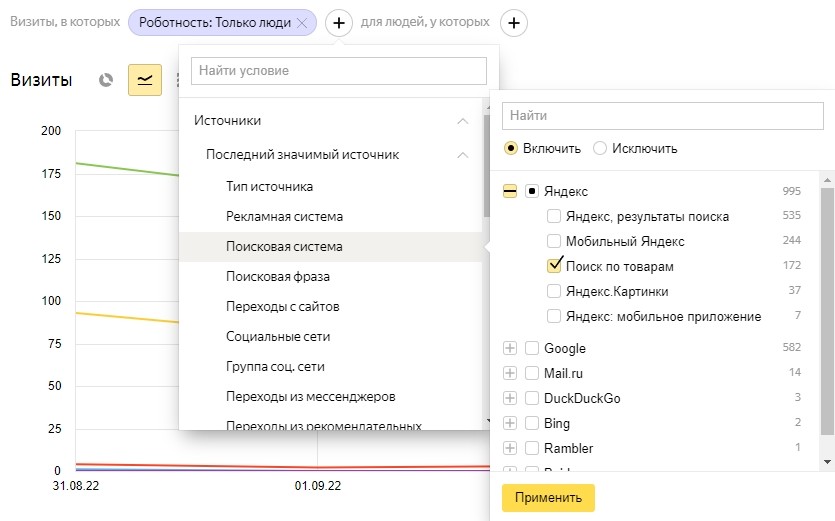 Визиты, в которых Роботность: Только люди для людей, у которых
Визиты
Найти условие
Источники
Последний значимый источник
Тип источника
Рекламная система
Поисковая система
Поисковая фраза
Переходы с сайтов
Социальные сети
Группа соц. сети
Переходы из мессенджеров
Переходы из рекомендательных
Найти
Включить Исключить
Яндекс 995
Яндекс, результаты поиска 535
Мобильный Яндекс 244
Поиск по товарам 172
Яндекс.Картинки 37
Яндекс: мобильное приложение 7
Google 582
Mail.ru 14
DuckDuckGo 3
Bing 2
Rambler 1
Применить
200
175
150
125
100
75
50
25
0
31.08.22 01.09.22